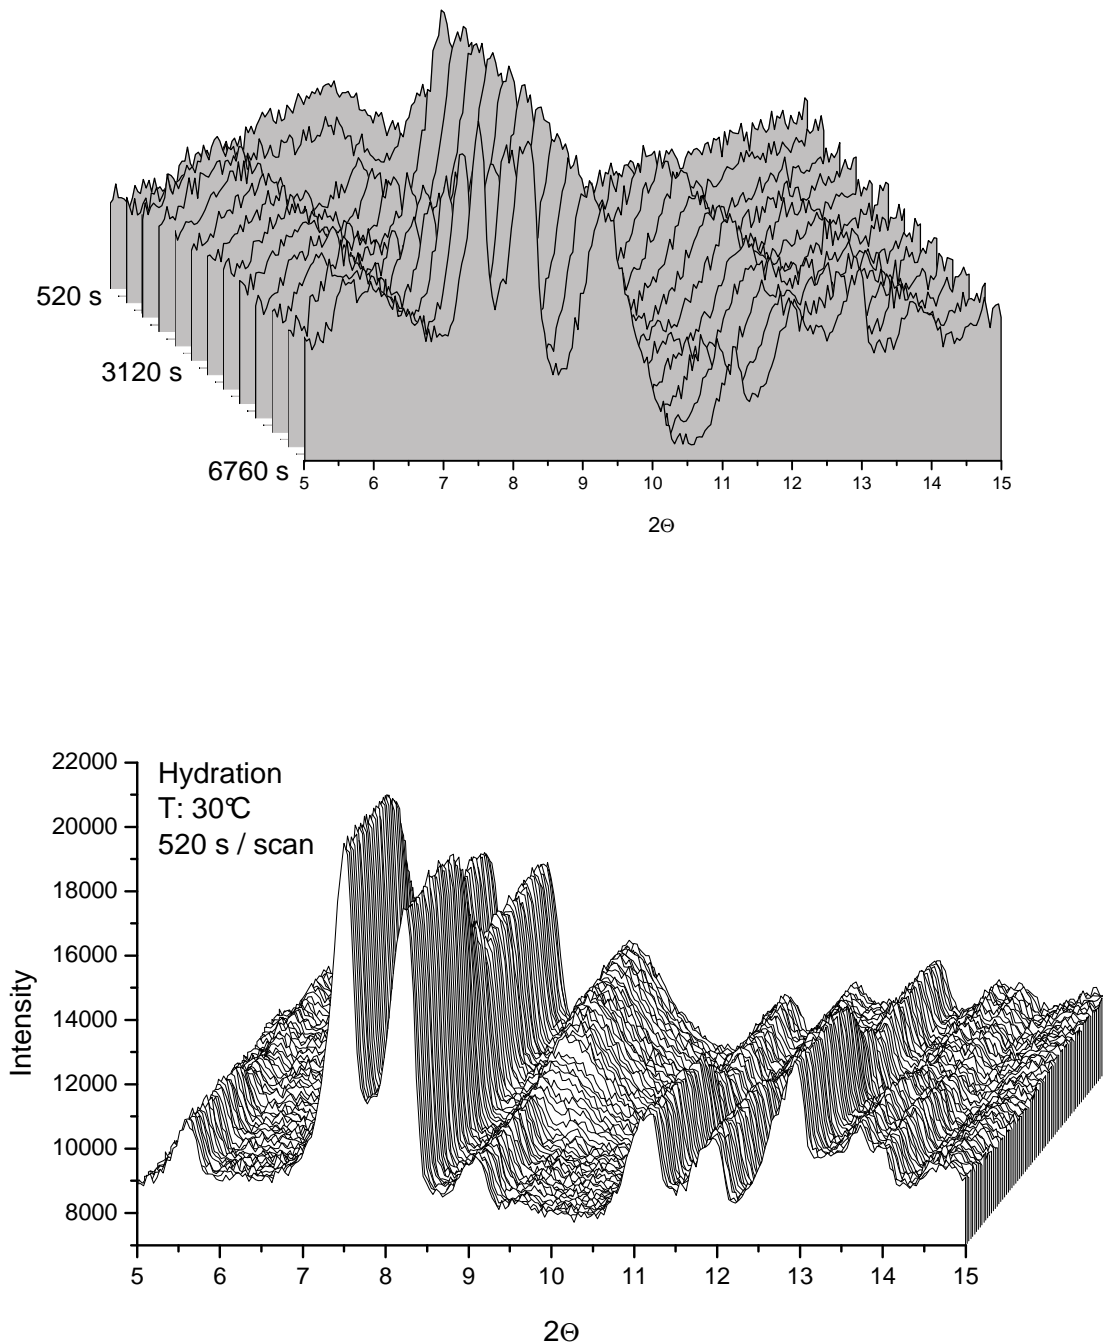 520 s
3120 s
6760 s
5 6 7 8 9 10 11 12 13 14 15
2Θ
22000
Hydration
T: 30°C
20000
520 s / scan
18000
16000
Intensity
14000
12000
10000
8000
5 6 7 8 9 10 11 12 13 14 15
2Θ